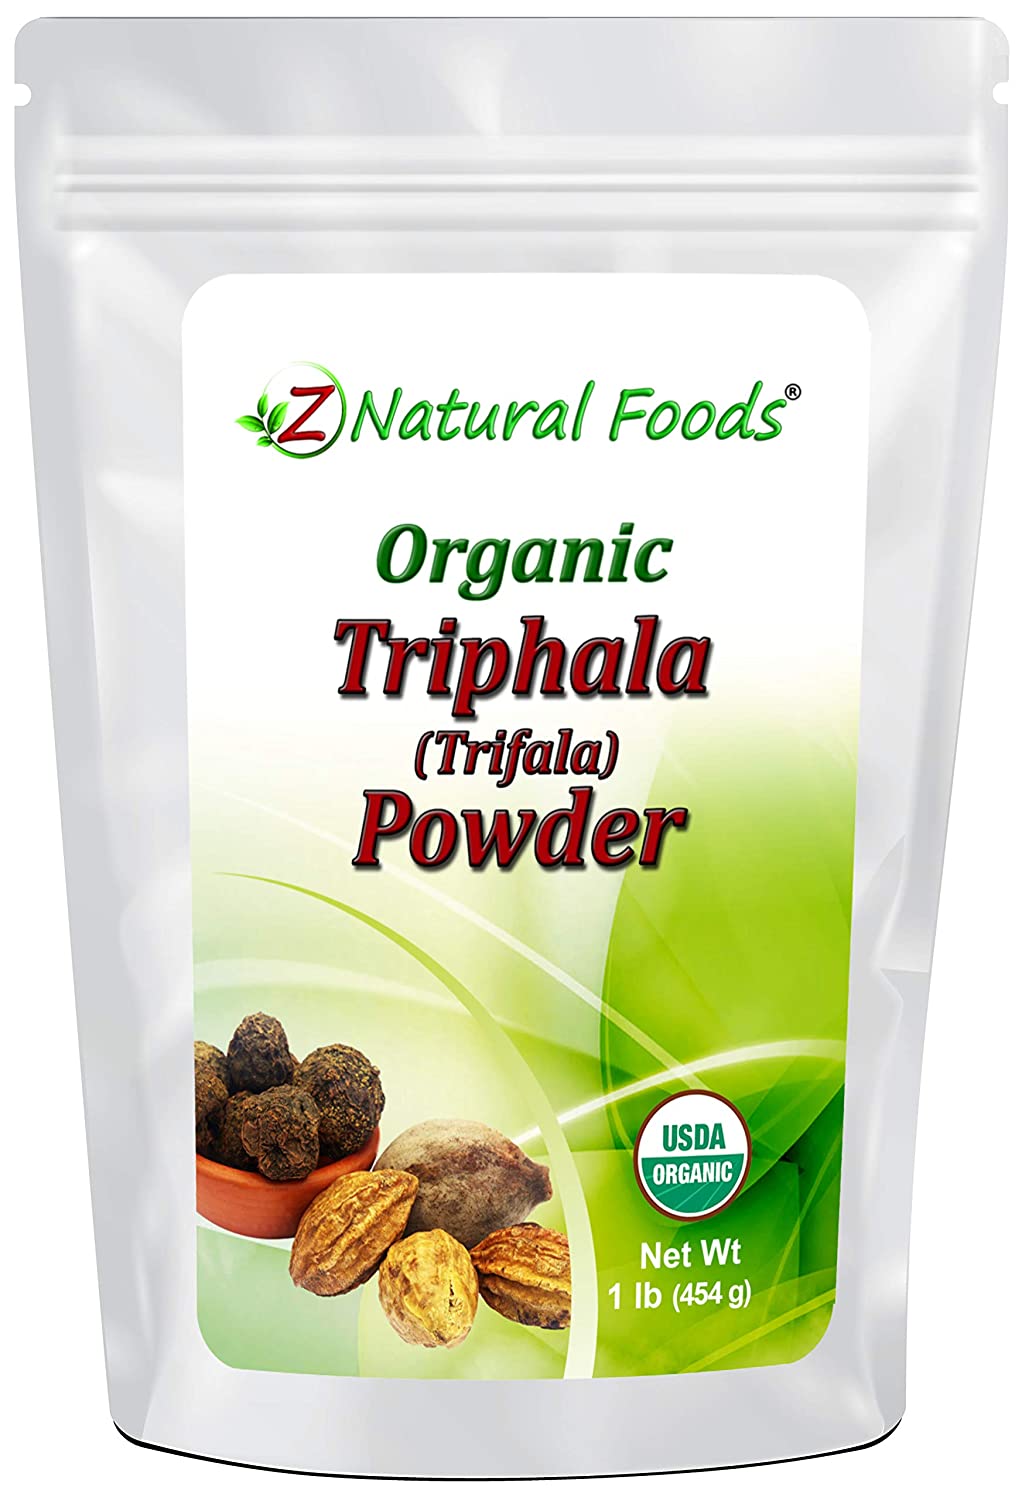 Z Natural Foods®
Organic
Triphala
(Trifala)
Powder
USDA
ORGANIC
Net Wt
1 lb (454 g)